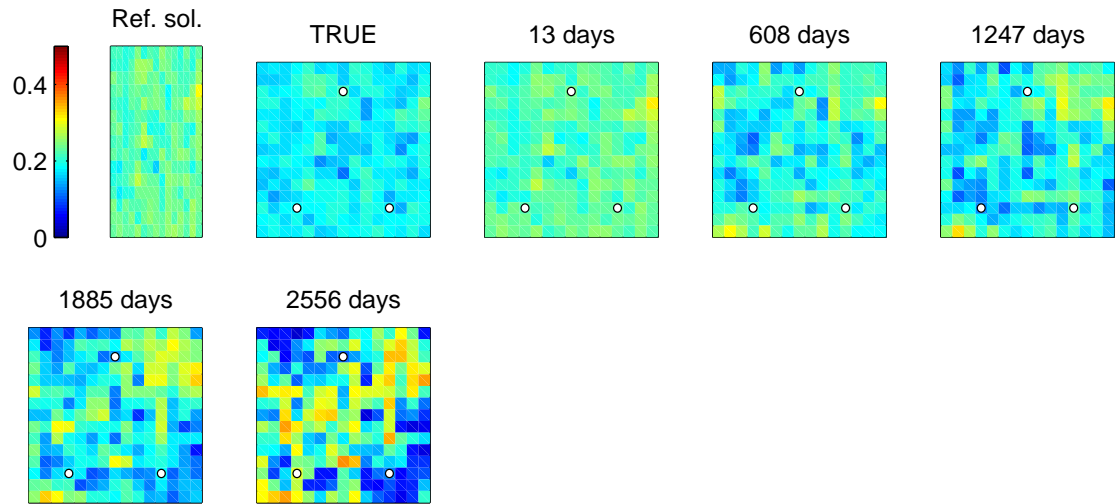 Ref. sol.
TRUE
13 days
608 days
1247 days
0.4
0.2
0
1885 days
2556 days